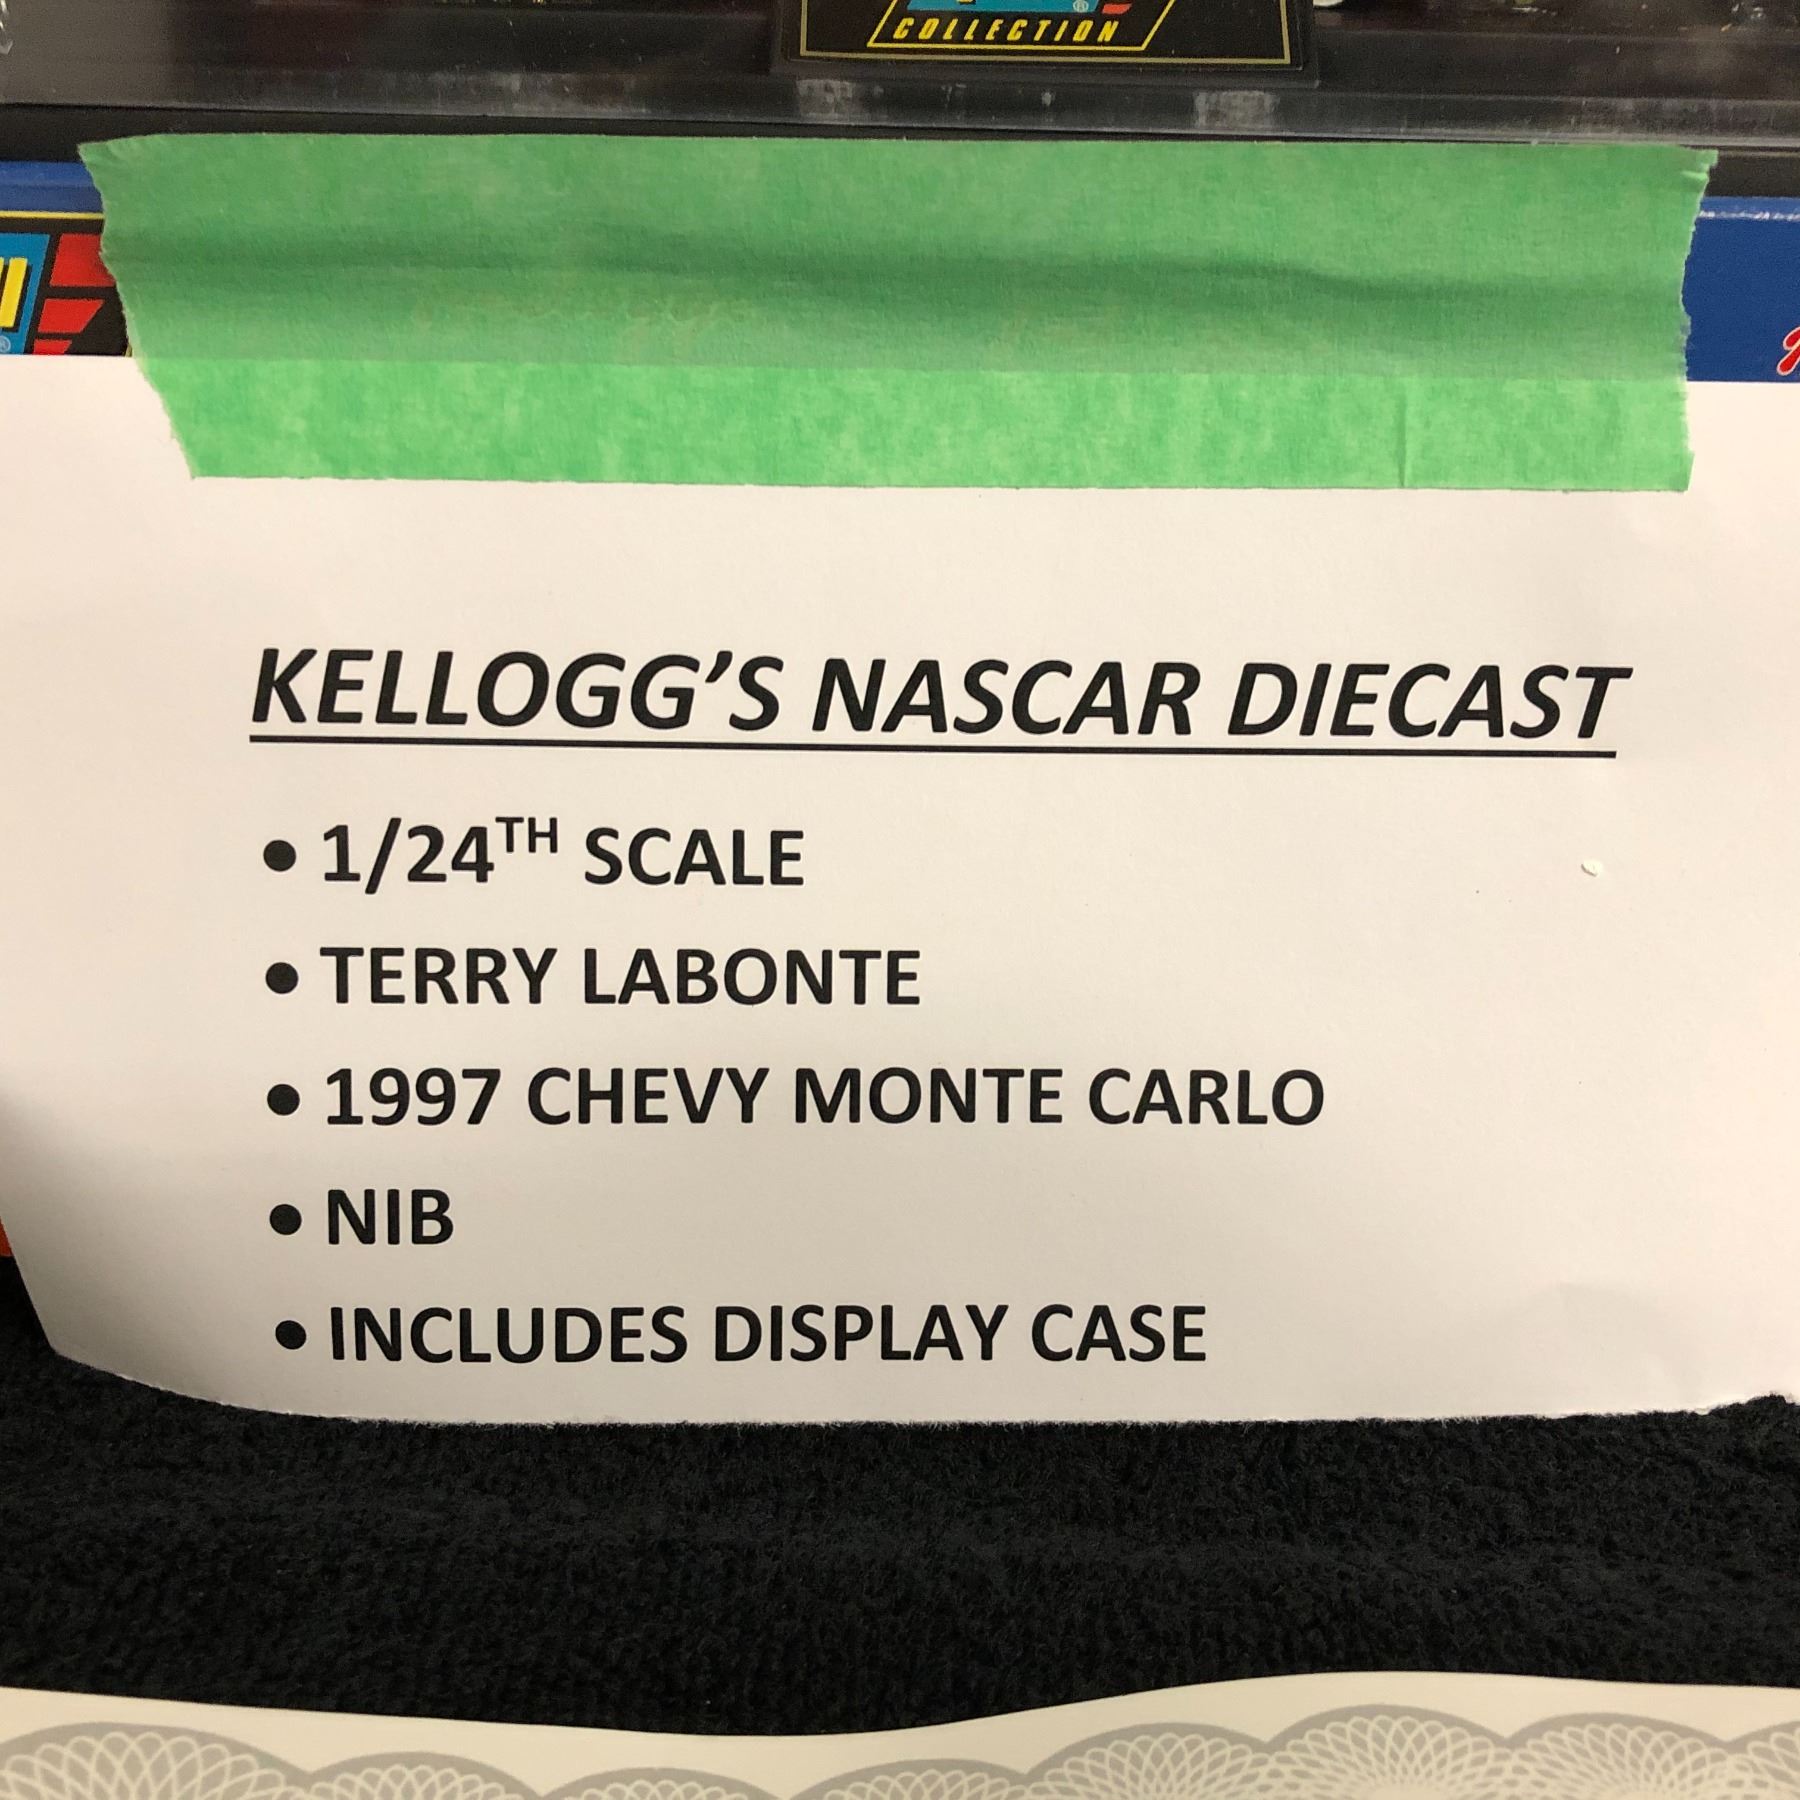 COLLECTION
KELLOGG'S NASCAR DIECAST
• 1/24TH SCALE
• TERRY LABONTE
• 1997 CHEVY MONTE CARLO
• NIB
• INCLUDES DISPLAY CASE